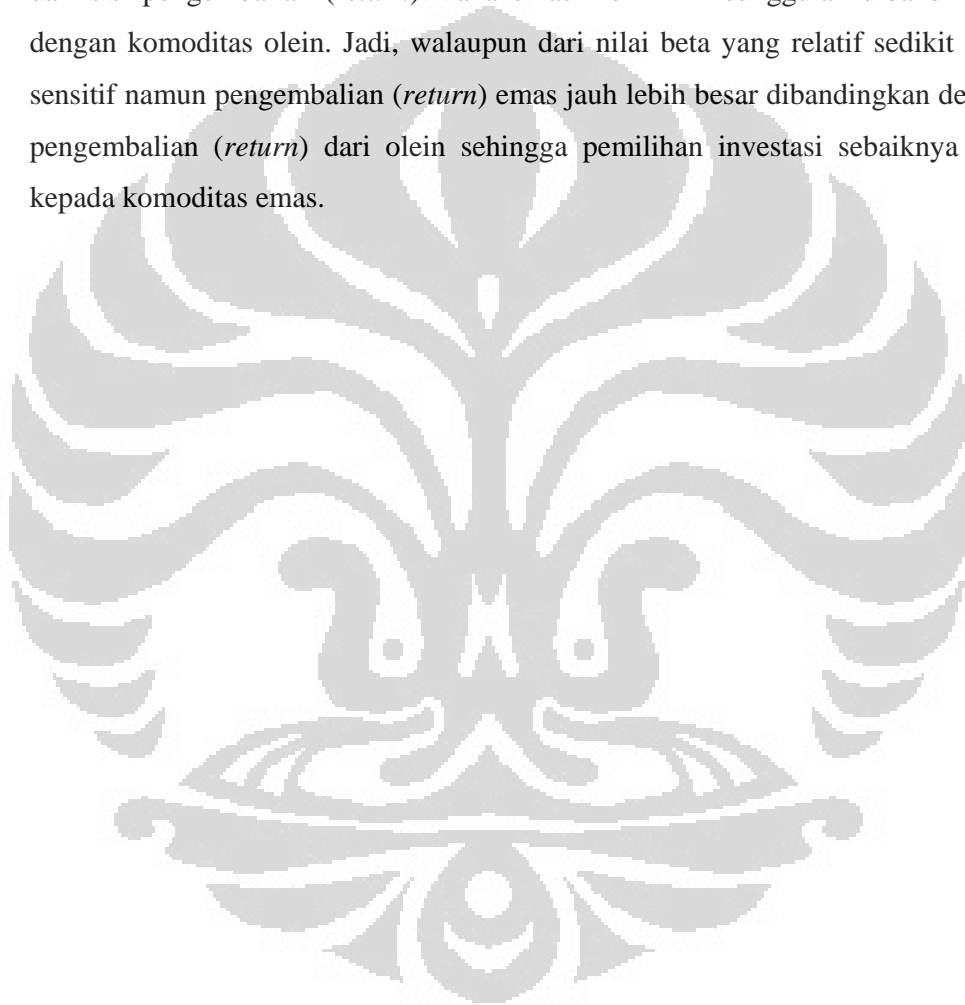 dengan komoditas olein. Jadi, walaupun dari nilai beta yang relatif sedikit
sensitif namun pengembalian (return) emas jauh lebih besar dibandingkan de
pengembalian (return) dari olein sehingga pemilihan investasi sebaiknya
kepada komoditas emas.